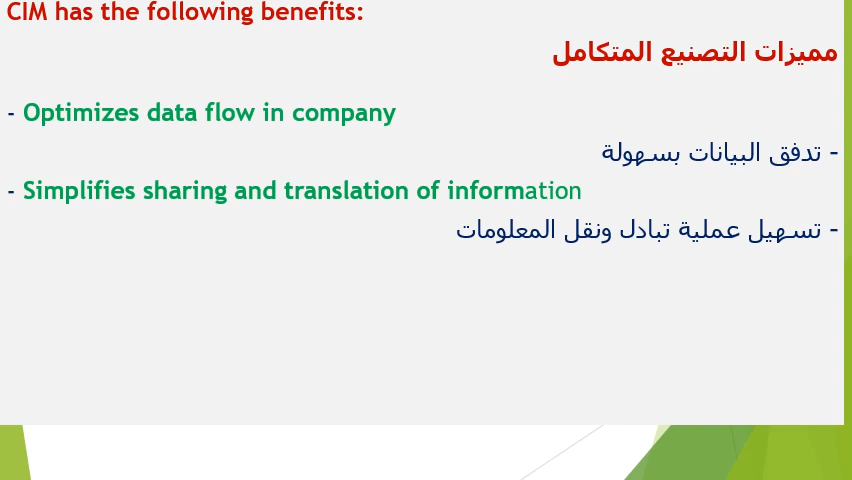 CIM has the following benefits:
مميزات التصنيع المتكامل
- Optimizes data flow in company
- تدفق البيانات بسهولة
- Simplifies sharing and translation of information
- تسهيل عملية تبادل ونقل المعلومات